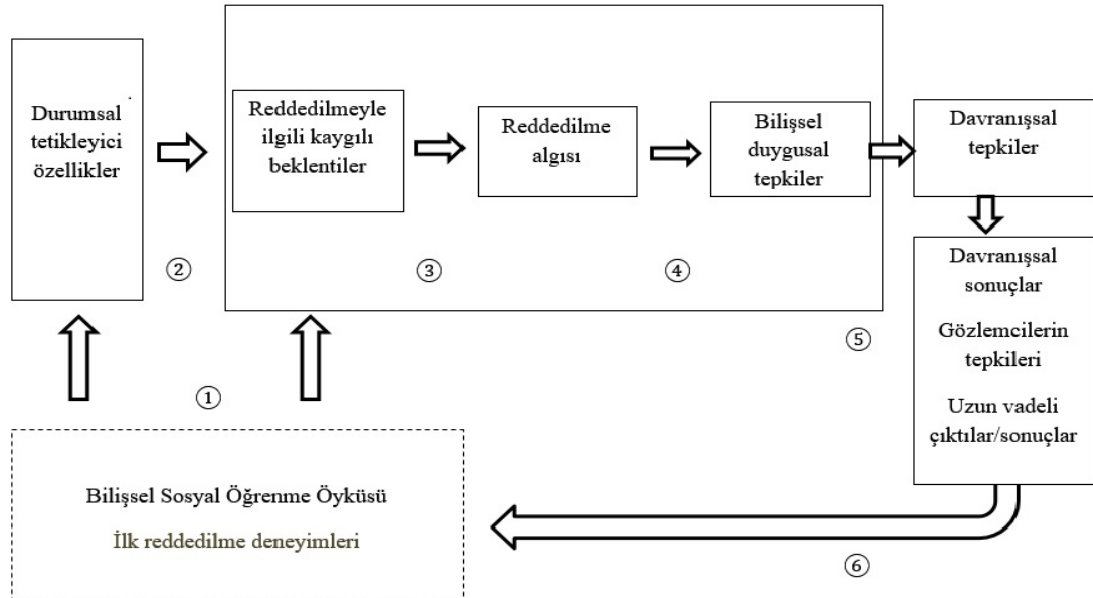 Durumsal
tetikleyici
özellikler
Reddedilmeyle
ilgili kaygılı
beklentiler
Reddedilme
algısı
Bilişsel
duygusal
tepkiler
Davranışsal
tepkiler
②
③
④
⑤
Davranışsal
sonuçlar
Gözlemcilerin
tepkileri
Uzun vadeli
çıktılar/sonuçlar
①
Bilişsel Sosyal Öğrenme Öyküsü
İlk reddedilme deneyimleri
⑥